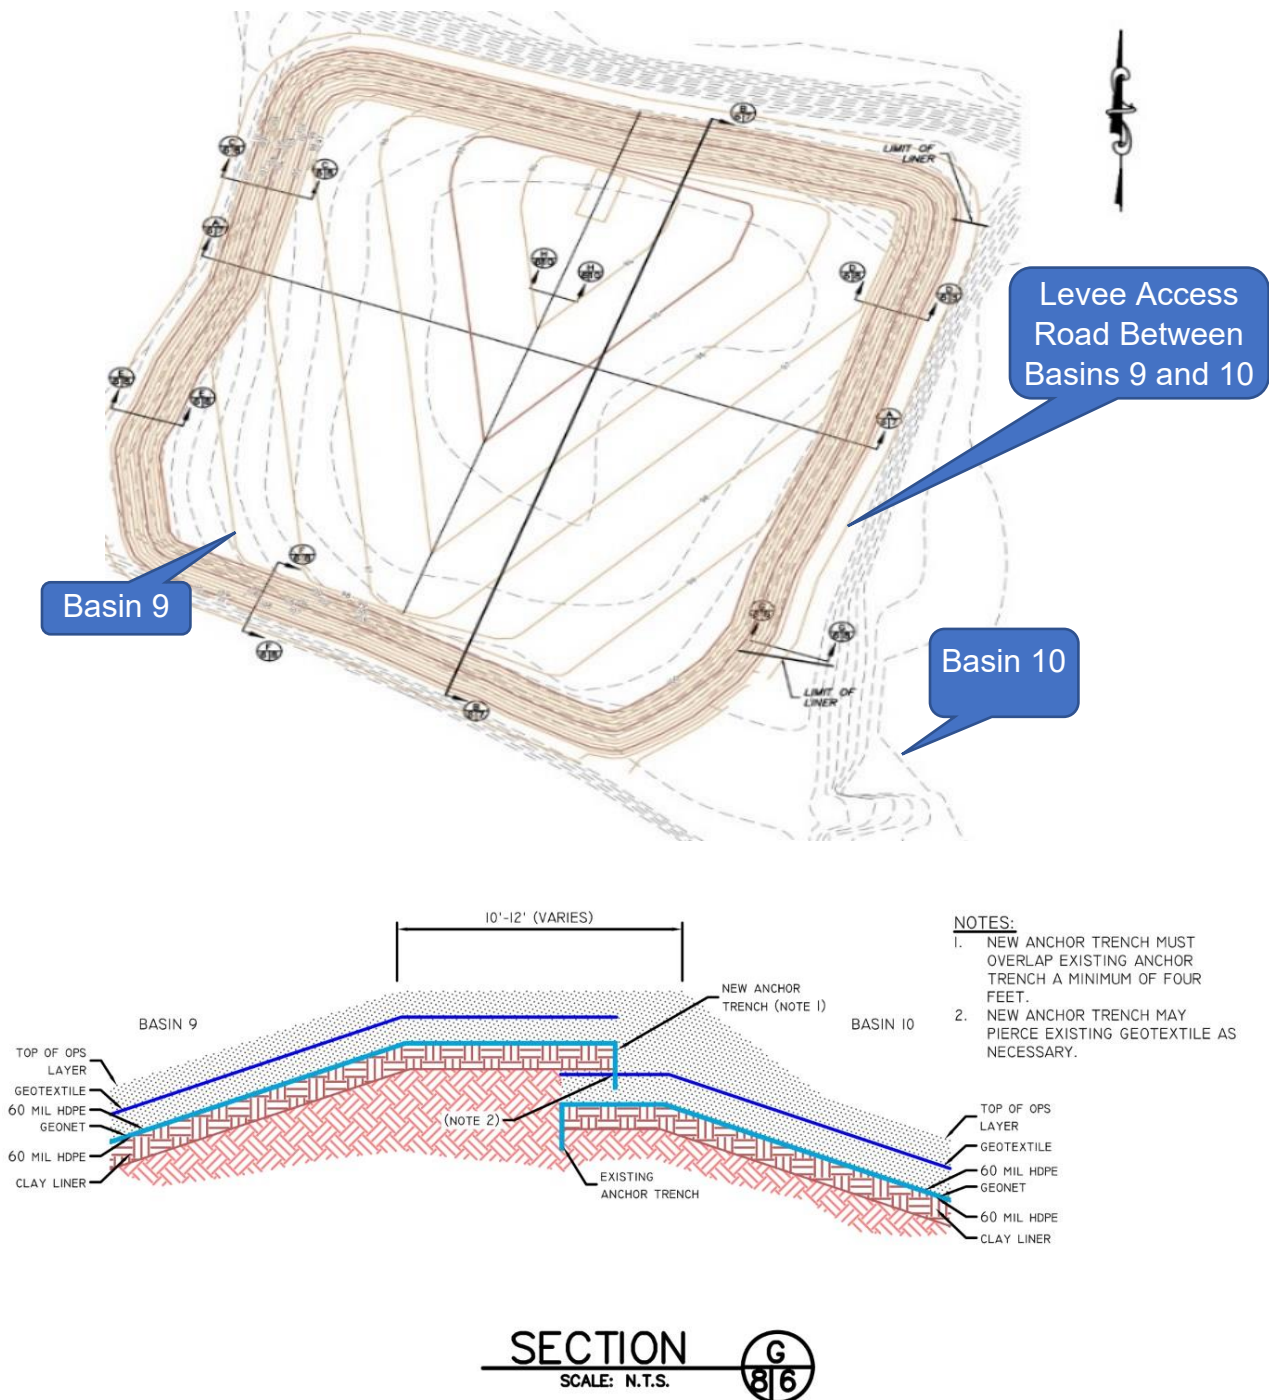 B
LIMIT OF
LINER
C
C
A
H
H
D
D
Levee Access
Road Between
Basins 9 and 10
E
E
A
F
Basin 9
G
G
F
Basin 10
LIMIT OF
LINER
B
10'-12' (VARIES)
NOTES:
1. NEW ANCHOR TRENCH MUST
OVERLAP EXISTING ANCHOR
TRENCH A MINIMUM OF FOUR
FEET.
2. NEW ANCHOR TRENCH MAY
PIERCE EXISTING GEOTEXTILE AS
NECESSARY.
NEW ANCHOR
TRENCH (NOTE 1)
BASIN 9
BASIN 10
TOP OF OPS
LAYER
GEOTEXTILE
60 MIL HDPE
GEONET
60 MIL HDPE
CLAY LINER
(NOTE 2)
EXISTING
ANCHOR TRENCH
TOP OF OPS
LAYER
GEOTEXTILE
60 MIL HDPE
GEONET
60 MIL HDPE
CLAY LINER
SECTION
SCALE: N.T.S.
G
8|6